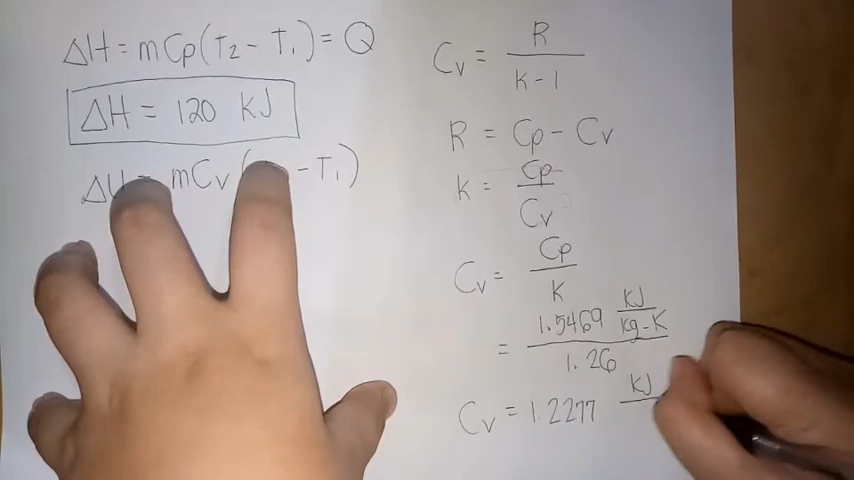 ΔH = mCp(T2 - T1) = Q
ΔH = 120 KJ
ΔU = mCv( - T1)
Cv = R / K - 1
R = Cp - Cv
K = Cp / Cv
Cv = Cp / K
= 1.5469 KJ/kg-K / 1.26
Cv = 1.2277 KJ